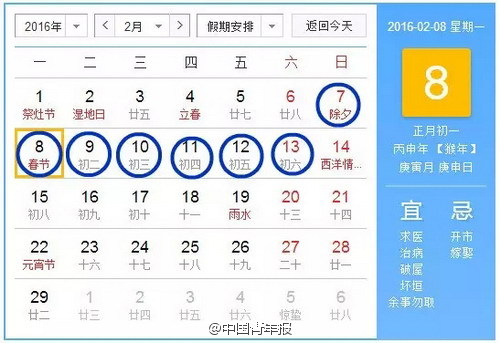 2016年 2月 假期安排 返回今天
一 二 三 四 五 六 日
1 2 3 4 5 6 7
祭灶节 湿地日 廿五 立春 廿七 廿八 除夕
8 9 10 11 12 13 14
春节 初二 初三 初四 初五 初六 西洋情...
15 16 17 18 19 20 21
初八 初九 初十 十一 雨水 十三 十四
22 23 24 25 26 27 28
元宵节 十六 十七 十八 十九 二十 廿一
29 1 2 3 4 5 6
廿二 廿三 廿四 廿五 廿六 惊蛰 廿八
2016-02-08 星期一
8
正月初一
丙申年【猴年】
庚寅月 庚申日
宜 忌
求医 开市
治病 嫁娶
破屋
坏垣
余事勿取
@中国青年报